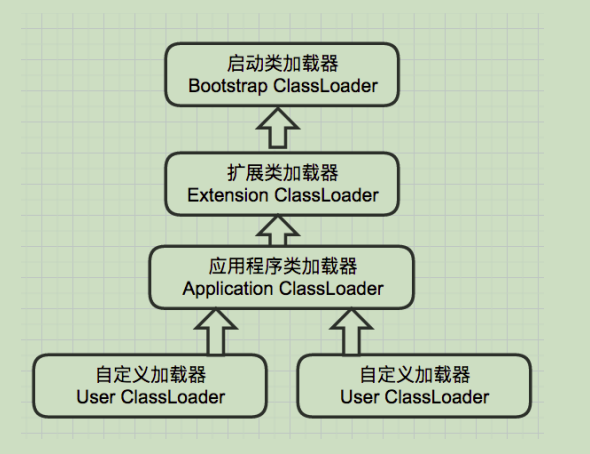 启动类加载器
Bootstrap ClassLoader
扩展类加载器
Extension ClassLoader
应用程序类加载器
Application ClassLoader
自定义加载器
User ClassLoader
自定义加载器
User ClassLoader